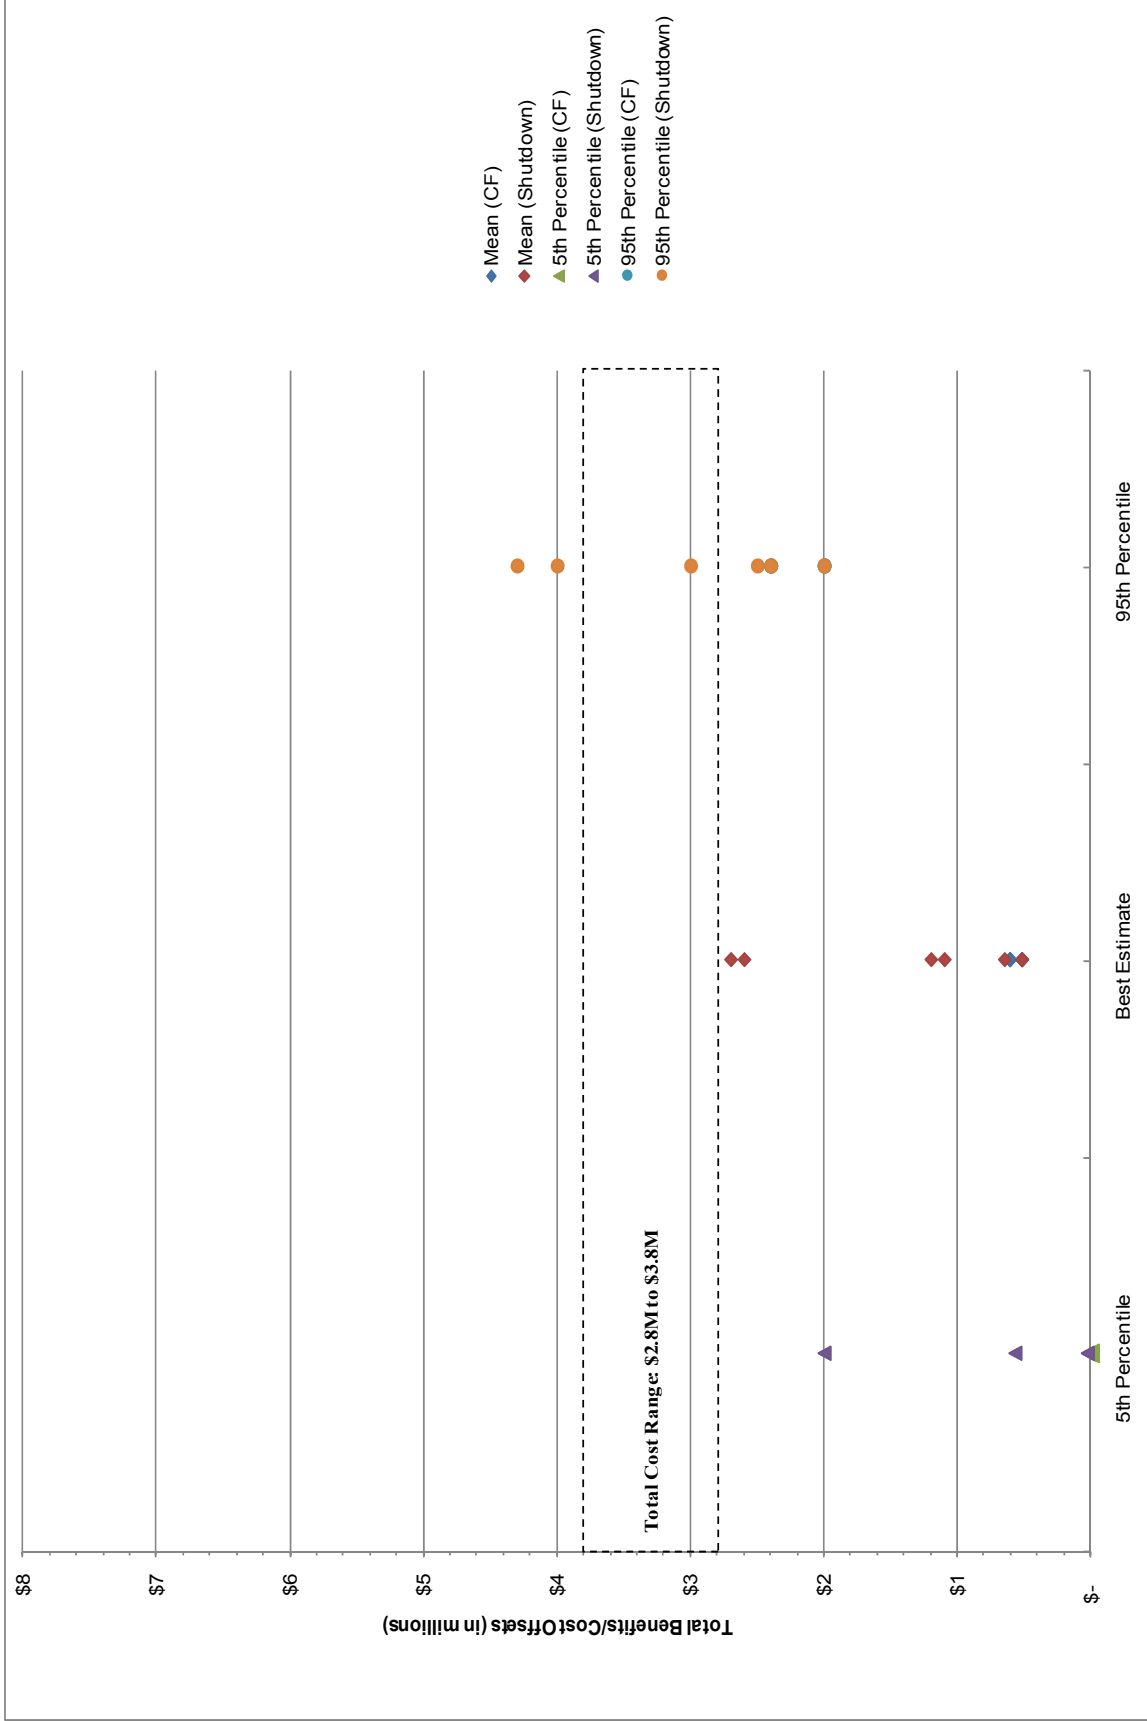 Total Benefits/Cost Offsets (in millions)
$8
$7
$6
$5
$4
$3
$2
$1
$-
Total Cost Range: $2.8M to $3.8M
5th Percentile
Best Estimate
95th Percentile
Mean (CF)
Mean (Shutdown)
5th Percentile (CF)
5th Percentile (Shutdown)
95th Percentile (CF)
95th Percentile (Shutdown)